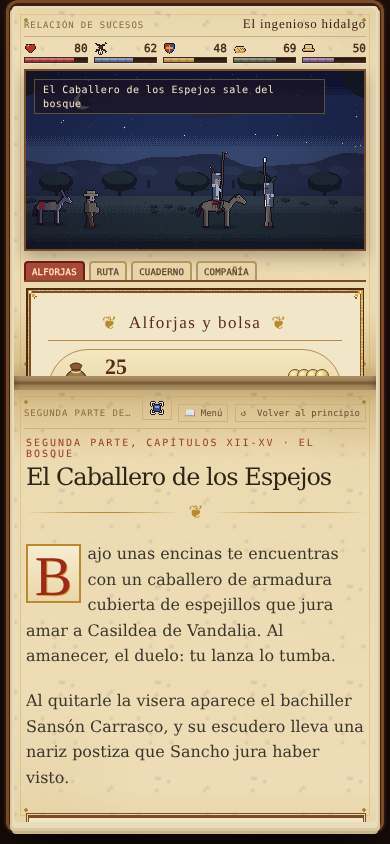 RELACIÓN DE SUCESOS
El ingenioso hidalgo
80 62 48 69 50
El Caballero de los Espejos sale del
bosque
ALFORJAS RUTA CUADERNO COMPAÑÍA
Alforjas y bolsa
25
SEGUNDA PARTE DE… 📖 Menú ↺ Volver al principio
SEGUNDA PARTE, CAPÍTULOS XII-XV · EL
BOSQUE
El Caballero de los Espejos
Bajo unas encinas te encuentras
con un caballero de armadura
cubierta de espejillos que jura
amar a Casildea de Vandalia. Al
amanecer, el duelo: tu lanza lo tumba.
Al quitarle la visera aparece el bachiller
Sansón Carrasco, y su escudero lleva una
nariz postiza que Sancho jura haber
visto.